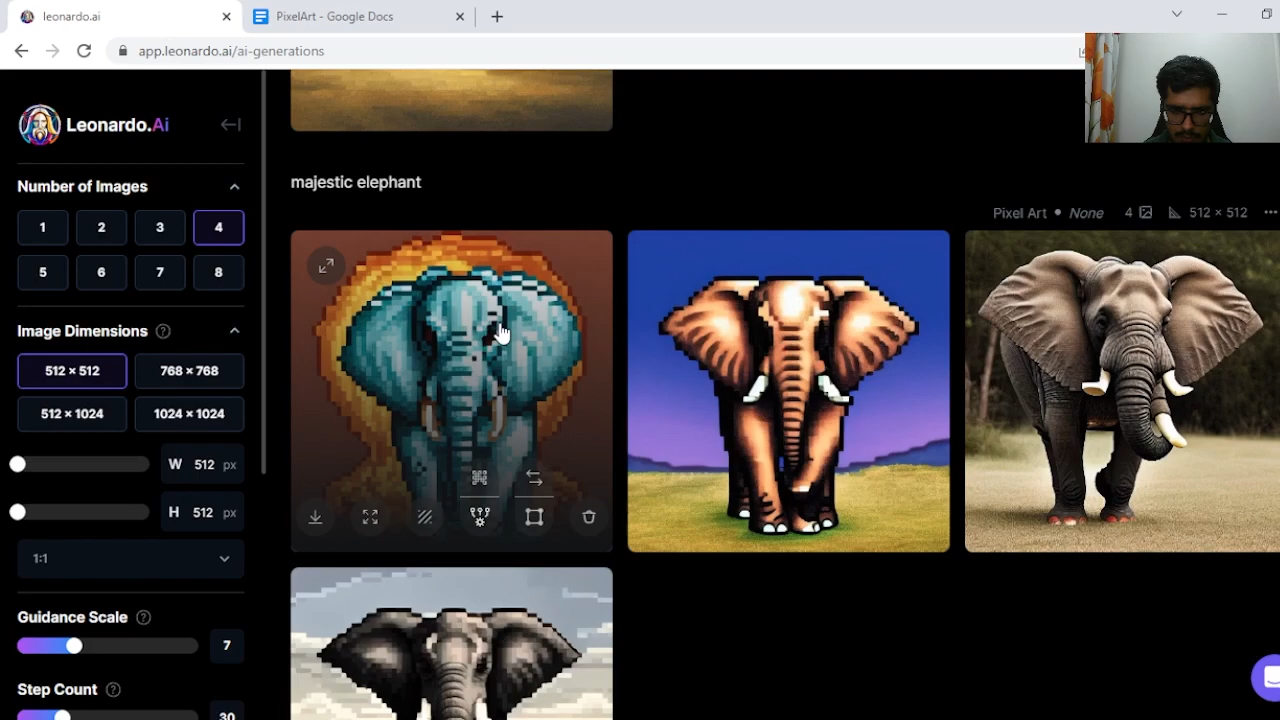 leonardo.ai
PixelArt - Google Docs
app.leonardo.ai/ai-generations
Leonardo.Ai
Number of Images
1 2 3 4
5 6 7 8
Image Dimensions
512 × 512 768 × 768
512 × 1024 1024 × 1024
W 512 px
H 512 px
1:1
Guidance Scale
7
Step Count
30
majestic elephant
Pixel Art • None 4 512 × 512